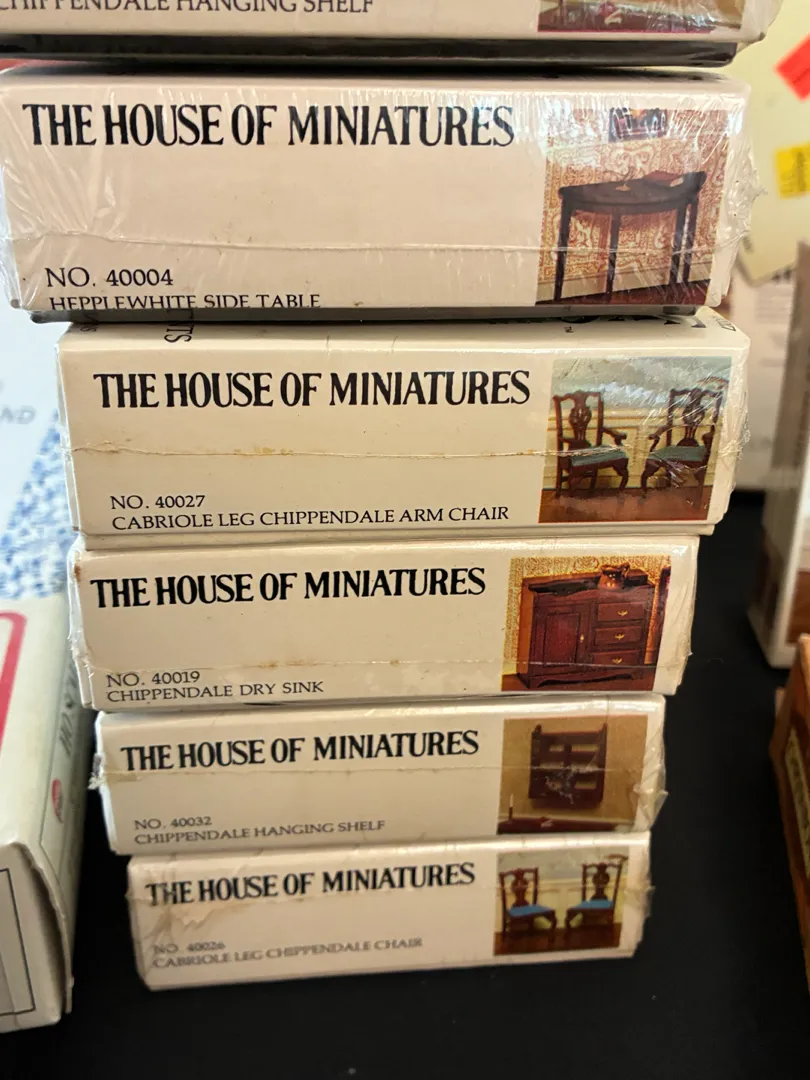 CHIPPENDALE HANGING SHELF
THE HOUSE OF MINIATURES
NO. 40004
HEPPLEWHITE SIDE TABLE
THE HOUSE OF MINIATURES
NO. 40027
CABRIOLE LEG CHIPPENDALE ARM CHAIR
THE HOUSE OF MINIATURES
NO. 40019
CHIPPENDALE DRY SINK
THE HOUSE OF MINIATURES
NO. 40032
CHIPPENDALE HANGING SHELF
THE HOUSE OF MINIATURES
NO. 40026
CABRIOLE LEG CHIPPENDALE CHAIR